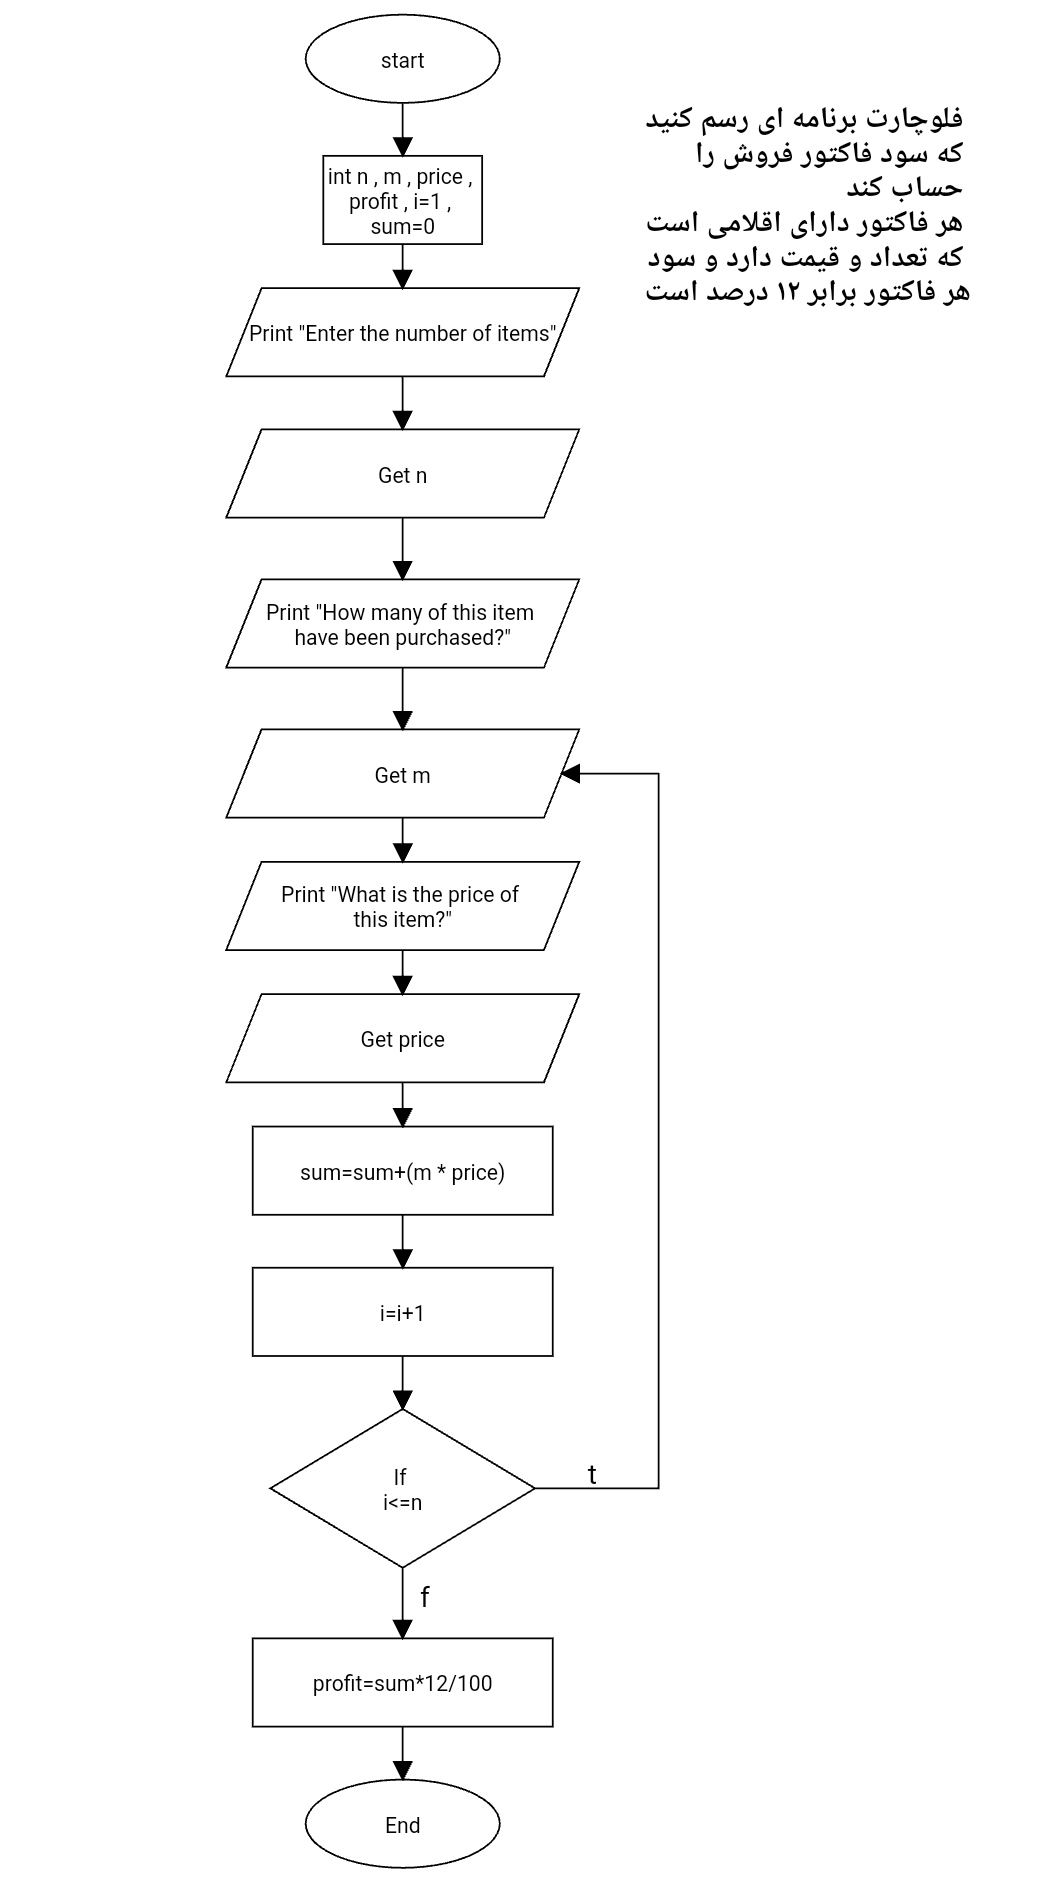 start
int n , m , price ,
profit , i=1 ,
sum=0
فلوچارت برنامه ای رسم کنید
که سود فاکتور فروش را
حساب کند
هر فاکتور دارای اقلامی است
که تعداد و قیمت دارد و سود
هر فاکتور برابر ۱۲ درصد است
Print "Enter the number of items"
Get n
Print "How many of this item
have been purchased?"
Get m
Print "What is the price of
this item?"
Get price
sum=sum+(m * price)
i=i+1
If
i<=n
t
f
profit=sum*12/100
End